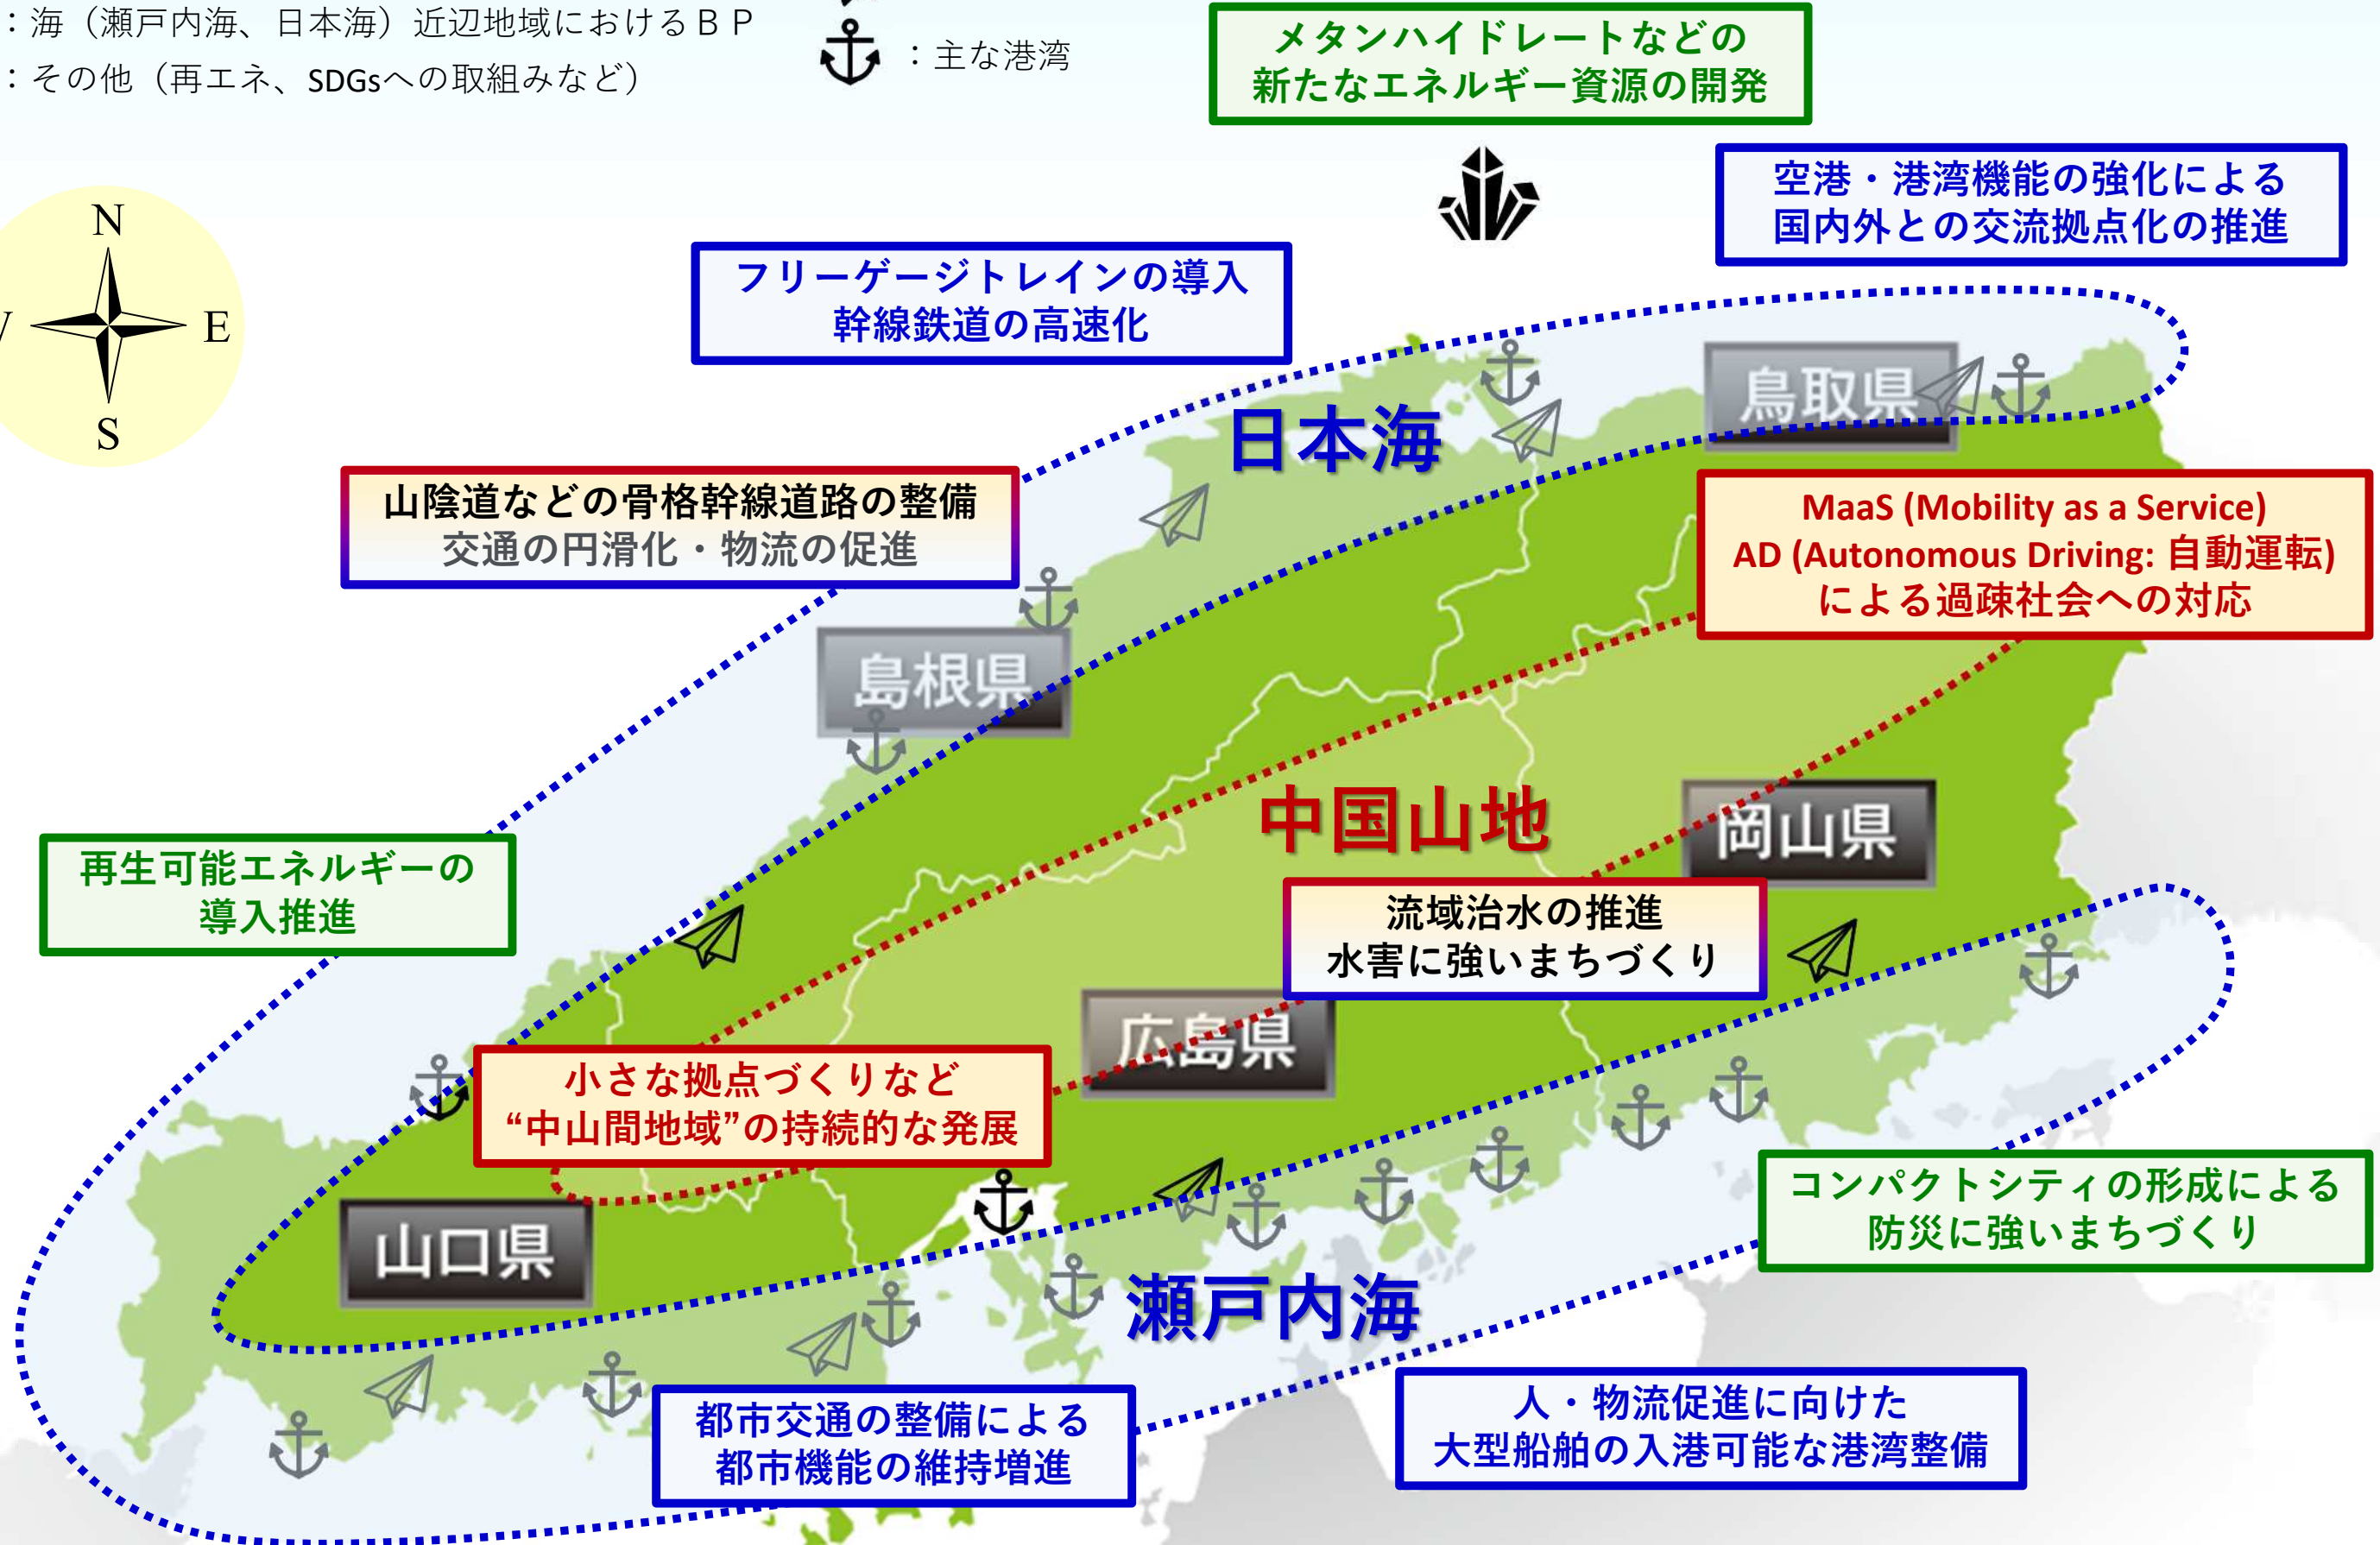 ：海（瀬戸内海、日本海）近辺地域におけるＢＰ
：その他（再エネ、SDGsへの取組みなど）
：主な港湾
メタンハイドレートなどの
新たなエネルギー資源の開発
空港・港湾機能の強化による
国内外との交流拠点化の推進
N
E
S
フリーゲージトレインの導入
幹線鉄道の高速化
鳥取県
日本海
山陰道などの骨格幹線道路の整備
交通の円滑化・物流の促進
MaaS (Mobility as a Service)
AD (Autonomous Driving: 自動運転)
による過疎社会への対応
島根県
中国山地
岡山県
再生可能エネルギーの
導入推進
流域治水の推進
水害に強いまちづくり
広島県
小さな拠点づくりなど
“中山間地域”の持続的な発展
コンパクトシティの形成による
防災に強いまちづくり
山口県
瀬戸内海
都市交通の整備による
都市機能の維持増進
人・物流促進に向けた
大型船舶の入港可能な港湾整備